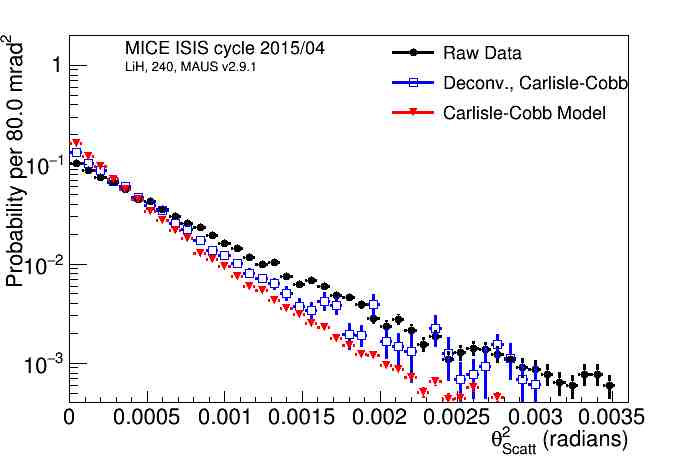 MICE ISIS cycle 2015/04
LiH, 240, MAUS v2.9.1
Raw Data
Deconv., Carlisle-Cobb
Carlisle-Cobb Model
Probability per 80.0 mrad²
1
10⁻¹
10⁻²
10⁻³
0 0.0005 0.001 0.0015 0.002 0.0025 0.003 0.0035
θ²Scatt (radians)